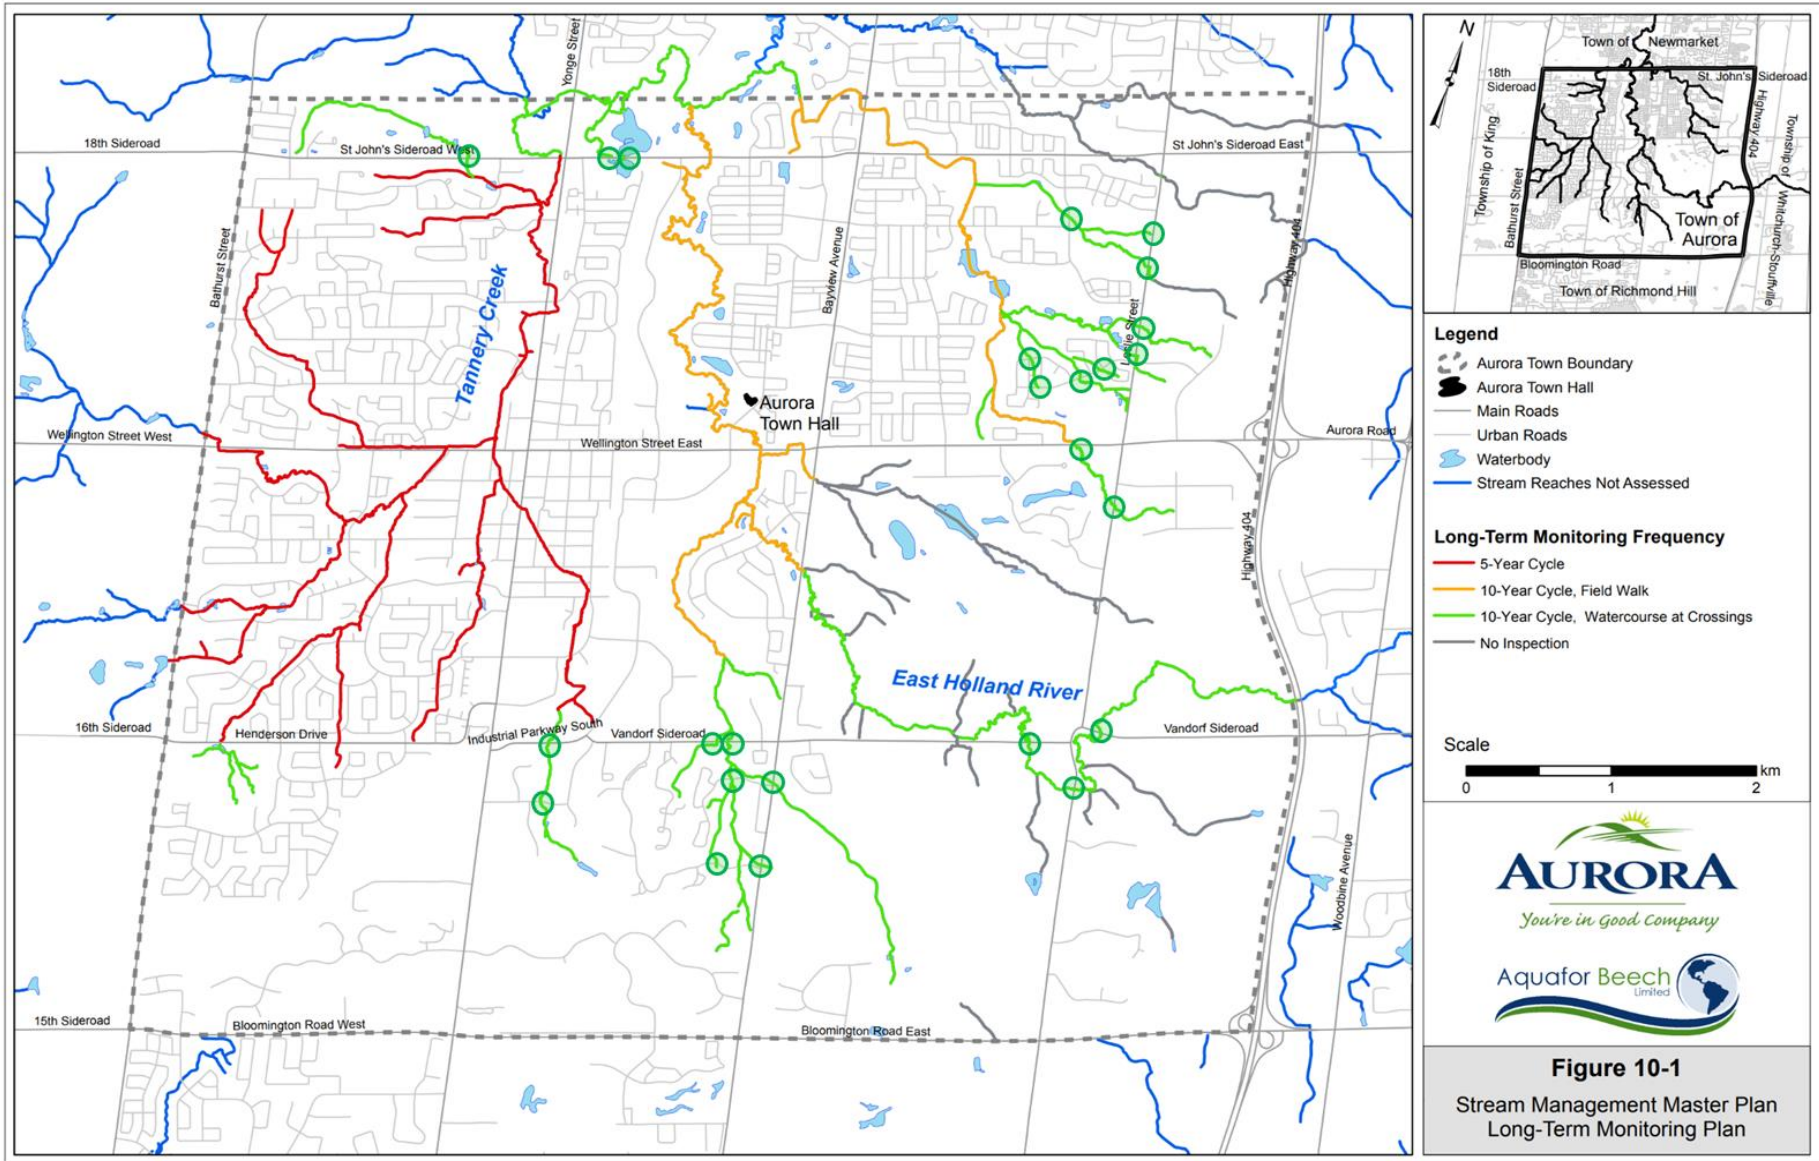 Yonge Street
18th Sideroad
St John's Sideroad West
St John's Sideroad East
Bathurst Street
Tannery Creek
Bayview Avenue
Highway 404
Leslie Street
Aurora
Town Hall
Wellington Street West
Wellington Street East
Aurora Road
Highway 404
East Holland River
16th Sideroad
Henderson Drive
Industrial Parkway South
Vandorf Sideroad
Vandorf Sideroad
Woodbine Avenue
15th Sideroad
Bloomington Road West
Bloomington Road East
N
Town of Newmarket
18th
Sideroad
St. John's Sideroad
Township of King
Bathurst Street
Highway 404
Township of Whitchurch-Stouffville
Town of
Aurora
Bloomington Road
Town of Richmond Hill
Legend
Aurora Town Boundary
Aurora Town Hall
Main Roads
Urban Roads
Waterbody
Stream Reaches Not Assessed
Long-Term Monitoring Frequency
5-Year Cycle
10-Year Cycle, Field Walk
10-Year Cycle, Watercourse at Crossings
No Inspection
Scale
km
0 1 2
AURORA
You're in Good Company
Aquafor Beech
Limited
Figure 10-1
Stream Management Master Plan
Long-Term Monitoring Plan